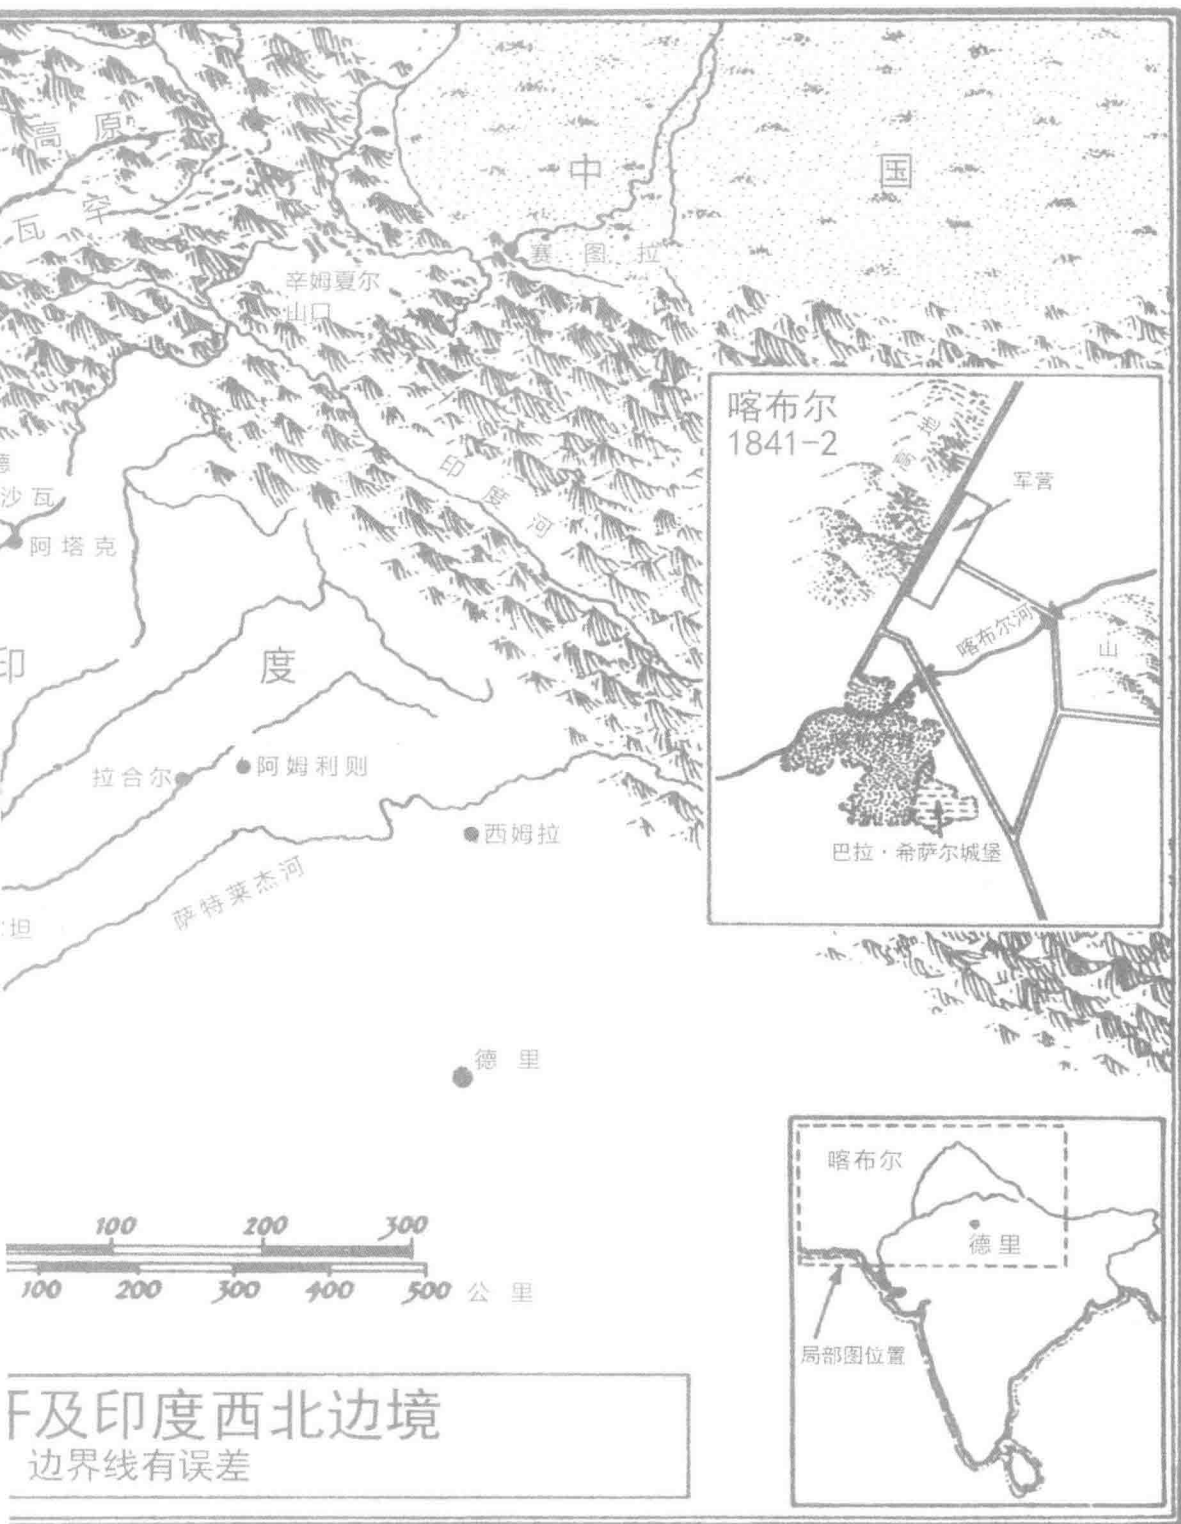 高原
瓦罕
中国
赛图拉
辛姆夏尔
山口
喀布尔
1841-2
高地
军营
印度河
德
沙瓦
阿塔克
喀布尔河
山
印度
拉合尔
阿姆利则
西姆拉
巴拉·希萨尔城堡
萨特莱杰河
坦
德里
喀布尔
德里
局部图位置
100 200 300
100 200 300 400 500 公里
及印度西北边境
边界线有误差